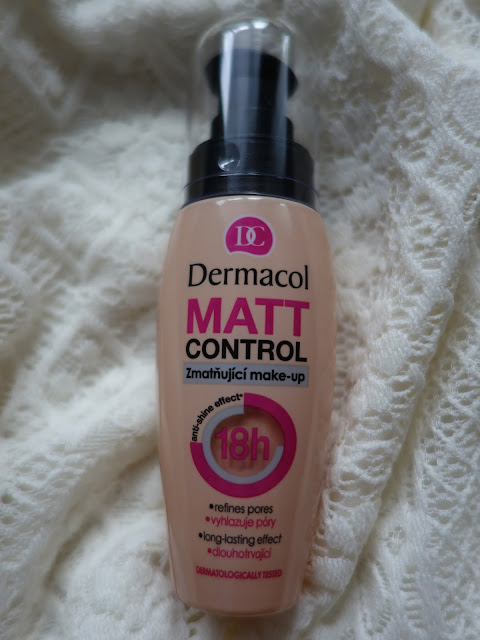 DC
Dermacol
MATT
CONTROL
Zmatňující make-up
anti-shine effect*
18h
•refines pores
•vyhlazuje póry
•long-lasting effect
•dlouhotrvající
DERMATOLOGICALLY TESTED